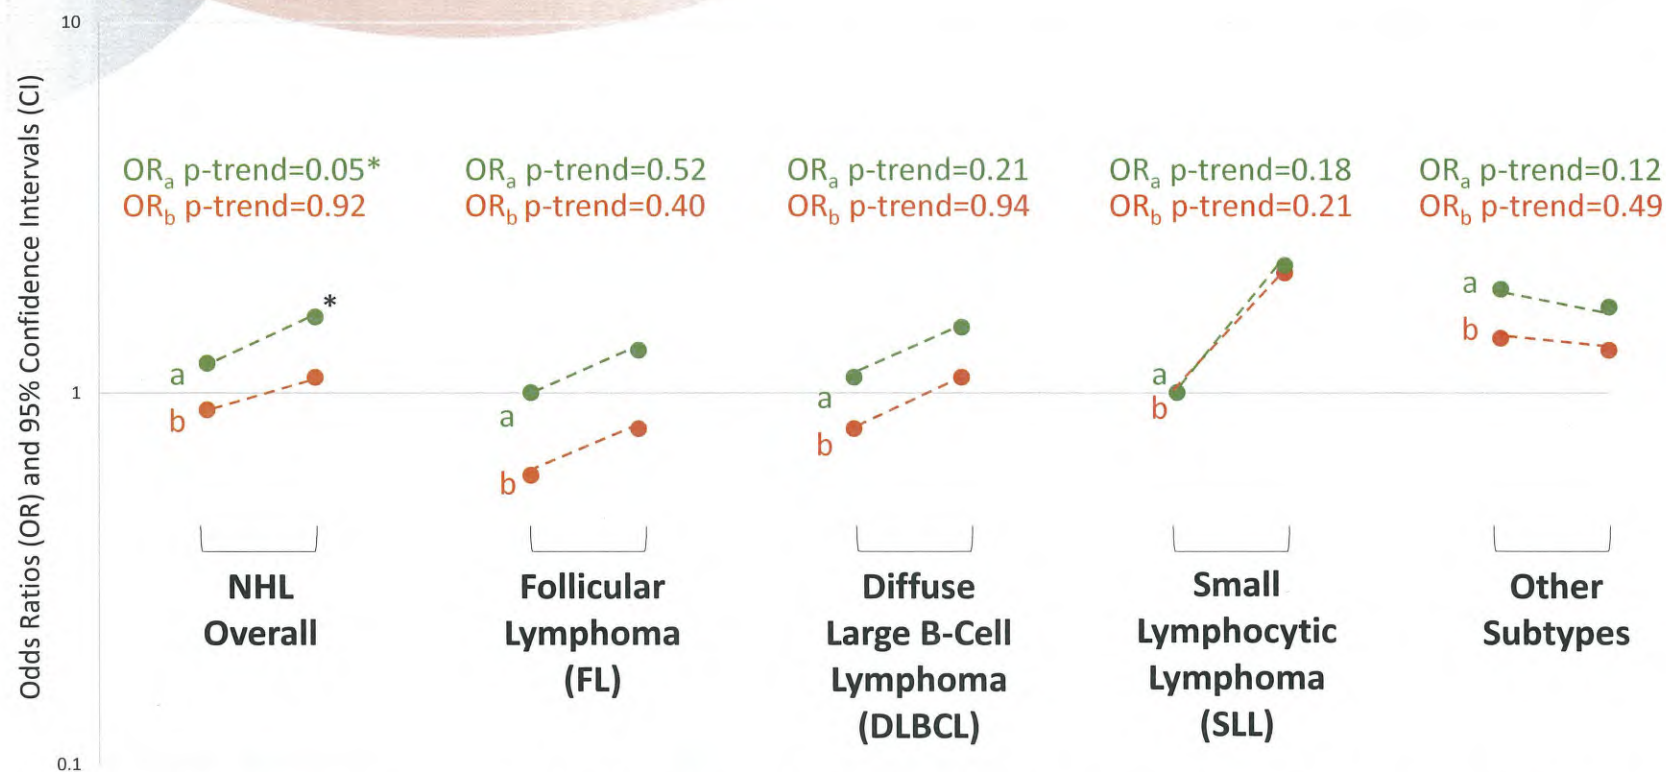 10
Odds Ratios (OR) and 95% Confidence Intervals (CI)
ORa p-trend=0.05*
ORb p-trend=0.92
ORa p-trend=0.52
ORb p-trend=0.40
ORa p-trend=0.21
ORb p-trend=0.94
ORa p-trend=0.18
ORb p-trend=0.21
ORa p-trend=0.12
ORb p-trend=0.49
*
a
b
a
b
a
b
a
b
a
b
1
NHL
Overall
Follicular
Lymphoma
(FL)
Diffuse
Large B-Cell
Lymphoma
(DLBCL)
Small
Lymphocytic
Lymphoma
(SLL)
Other
Subtypes
0.1